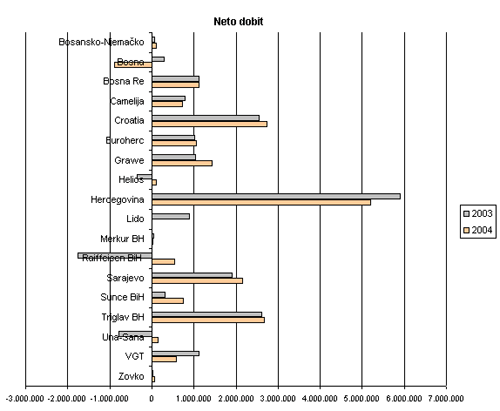 Neto dobit
Bosansko-Njemačko
Bosna
Bosna Re
Camelija
Croatia
Euroherc
Grawe
Helios
Hercegovina
Lido
Merkur BH
Raiffeisen BiH
Sarajevo
Sunce BiH
Triglav BH
Una-Sana
VGT
Zovko
2003
2004
-3.000.000 -2.000.000 -1.000.000 0 1.000.000 2.000.000 3.000.000 4.000.000 5.000.000 6.000.000 7.000.000